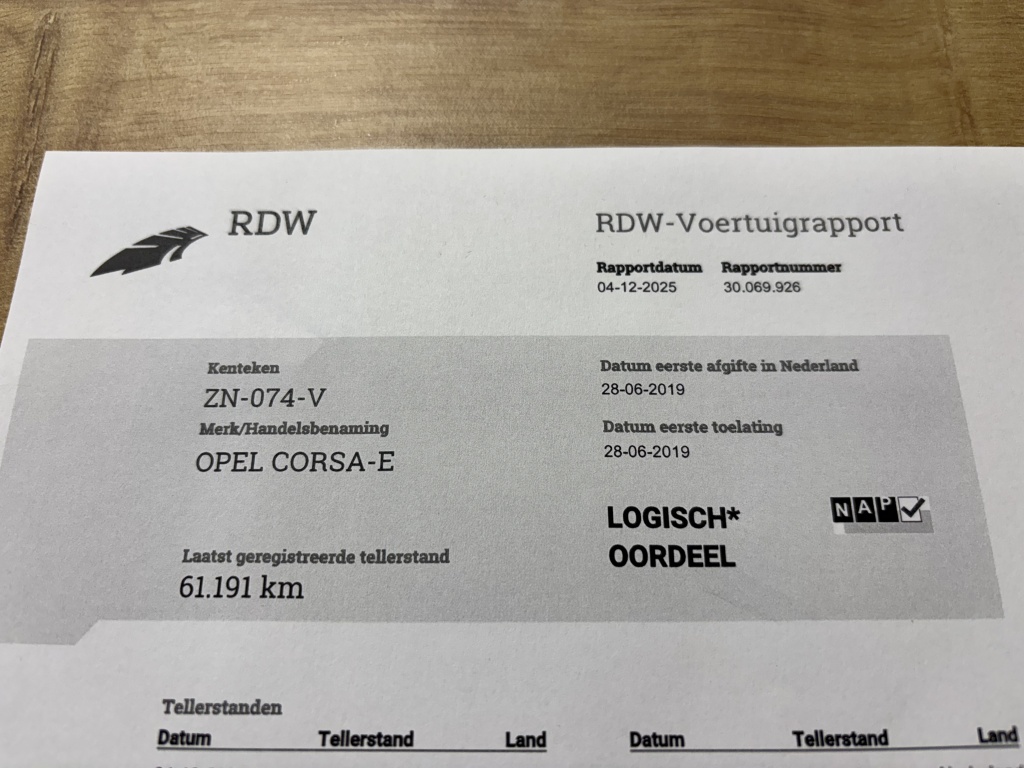 RDW
RDW-Voertuigrapport
Rapportdatum Rapportnummer
04-12-2025 30.069.926
Kenteken
ZN-074-V
Merk/Handelsbenaming
OPEL CORSA-E
Laatst geregistreerde tellerstand
61.191 km
Datum eerste afgifte in Nederland
28-06-2019
Datum eerste toelating
28-06-2019
LOGISCH*
OORDEEL
NAP
Tellerstanden
Datum Tellerstand Land Datum Tellerstand Land